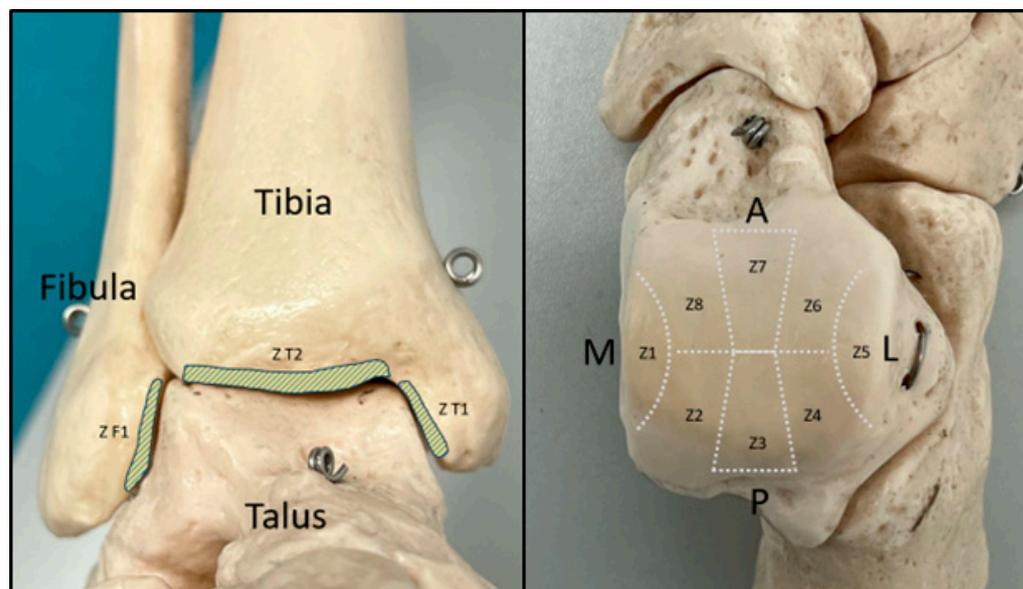 Tibia
Fibula
Z T2
Z F1
Z T1
Talus
A
Z7
Z8
Z6
M
Z1
Z5
L
Z2
Z4
Z3
P